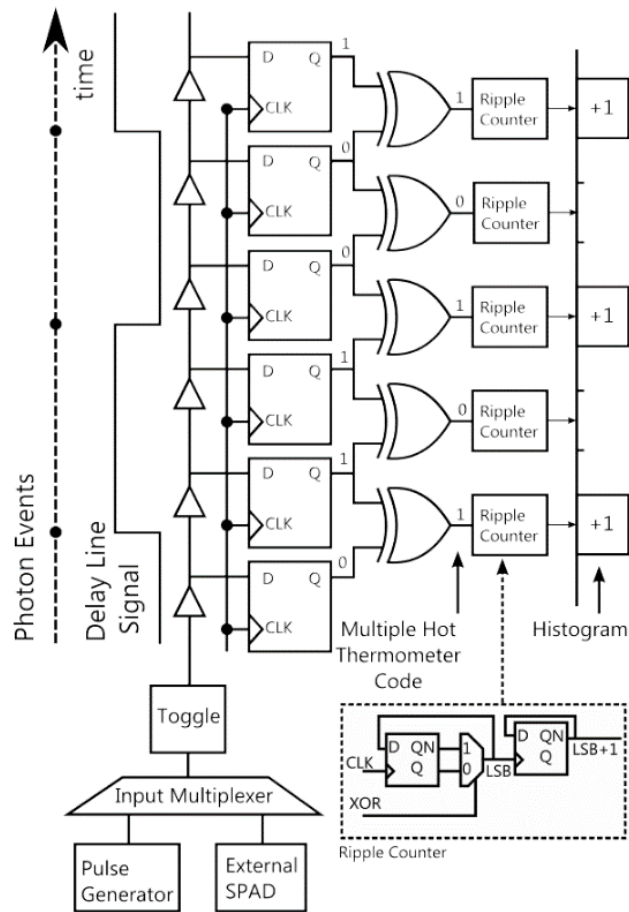 time
Photon Events
Delay Line
Signal
D Q 1
CLK
1
Ripple
Counter
+1
D Q 0
CLK
0
Ripple
Counter
D Q 0
CLK
1
Ripple
Counter
+1
D Q 1
CLK
0
Ripple
Counter
D Q 1
CLK
1
Ripple
Counter
+1
D Q 0
CLK
Multiple Hot
Thermometer
Code
Histogram
Toggle
Input Multiplexer
Pulse
Generator
External
SPAD
D QN 1
Q 0
CLK
XOR
LSB
D QN
Q
LSB+1
Ripple Counter